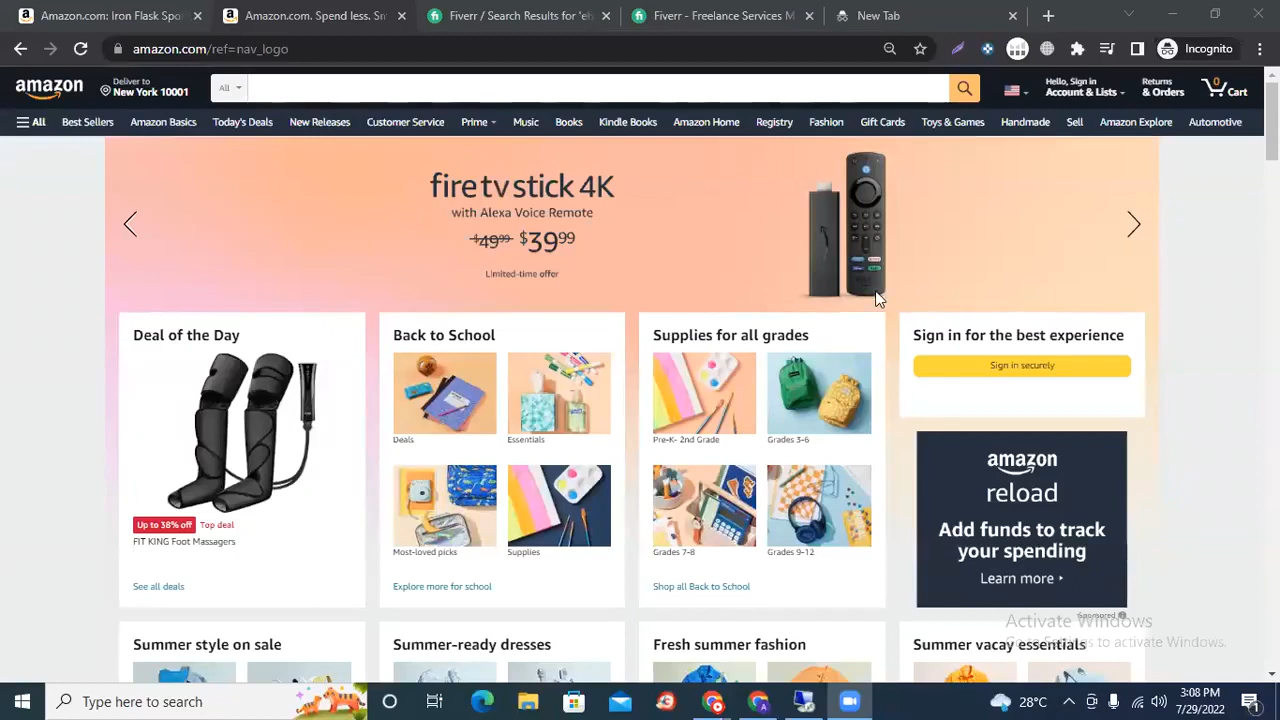 Amazon.com: Iron Flask Spo
Amazon.com. Spend less. Sm
Fiverr / Search Results for 'eb
Fiverr - Freelance Services M
New Tab
amazon.com/ref=nav_logo
Incognito
amazon
Deliver to
New York 10001
All
Hello, Sign in
Account & Lists
Returns
& Orders
0
Cart
All
Best Sellers
Amazon Basics
Today's Deals
New Releases
Customer Service
Prime
Music
Books
Kindle Books
Amazon Home
Registry
Fashion
Gift Cards
Toys & Games
Handmade
Sell
Amazon Explore
Automotive
fire tv stick 4K
with Alexa Voice Remote
$49.99 $39.99
Limited-time offer
Deal of the Day
Up to 38% off Top deal
FIT KING Foot Massagers
See all deals
Back to School
Deals
Essentials
Most-loved picks
Supplies
Explore more for school
Supplies for all grades
Pre-K- 2nd Grade
Grades 3-6
Grades 7-8
Grades 9-12
Shop all Back to School
Sign in for the best experience
Sign in securely
amazon
reload
Add funds to track
your spending
Learn more
Sponsored
Activate Windows
Go to Settings to activate Windows.
Summer style on sale
Summer-ready dresses
Fresh summer fashion
Summer vacay essentials
Type here to search
28°C
3:08 PM
7/29/2022
1